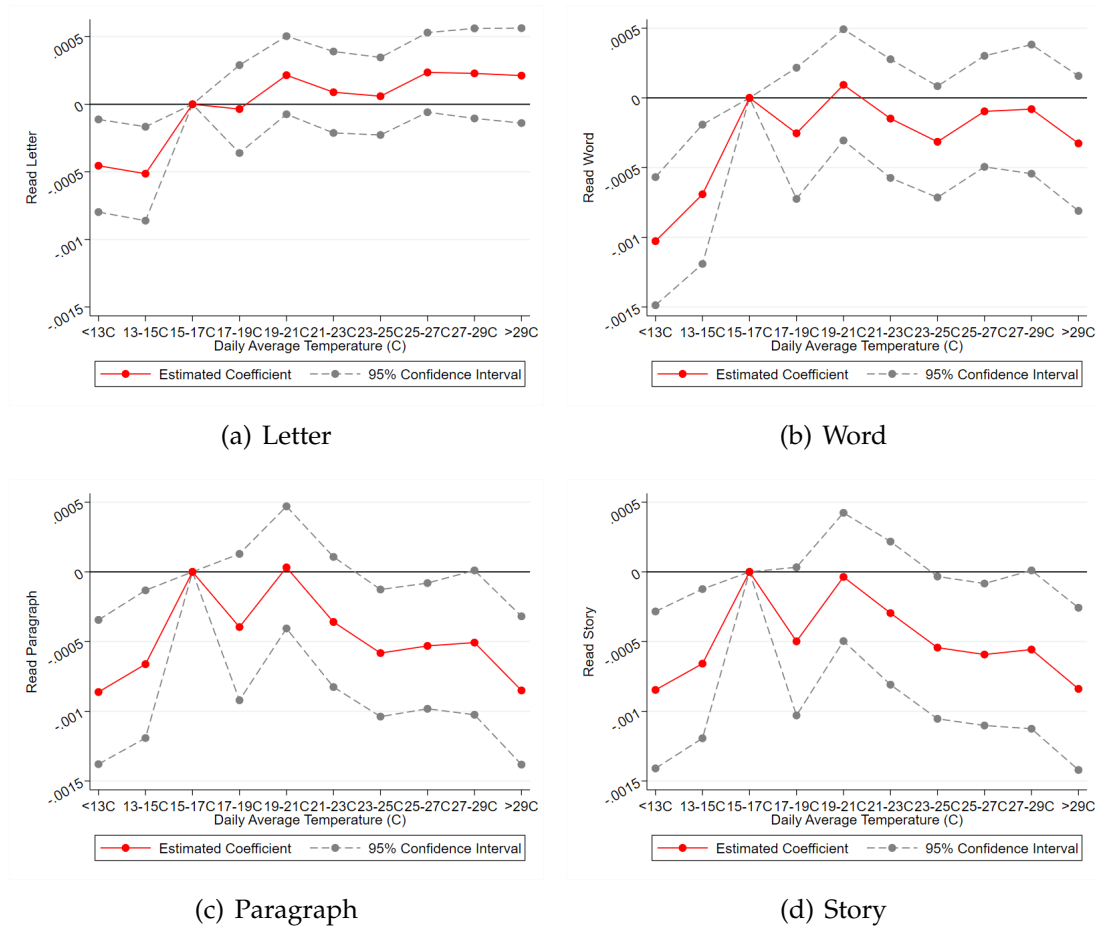 .0005
0
-.0005
-.001
-.0015
Read Letter
<13C 13-15C 15-17C 17-19C 19-21C 21-23C 23-25C 25-27C 27-29C >29C
Daily Average Temperature (C)
Estimated Coefficient 95% Confidence Interval
(a) Letter
.0005
0
-.0005
-.001
-.0015
Read Word
<13C 13-15C 15-17C 17-19C 19-21C 21-23C 23-25C 25-27C 27-29C >29C
Daily Average Temperature (C)
Estimated Coefficient 95% Confidence Interval
(b) Word
.0005
0
-.0005
-.001
-.0015
Read Paragraph
<13C 13-15C 15-17C 17-19C 19-21C 21-23C 23-25C 25-27C 27-29C >29C
Daily Average Temperature (C)
Estimated Coefficient 95% Confidence Interval
(c) Paragraph
.0005
0
-.0005
-.001
-.0015
Read Story
<13C 13-15C 15-17C 17-19C 19-21C 21-23C 23-25C 25-27C 27-29C >29C
Daily Average Temperature (C)
Estimated Coefficient 95% Confidence Interval
(d) Story